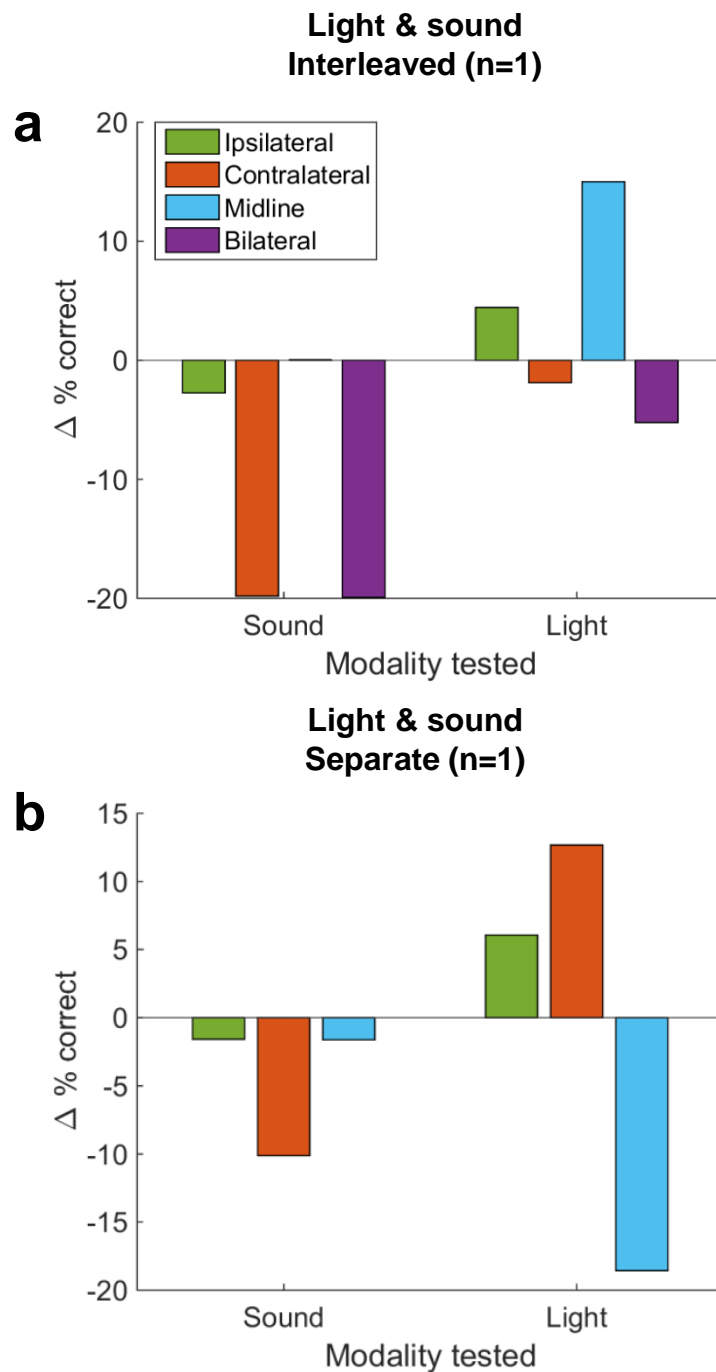 Light & sound
Interleaved (n=1)
a
20
10
0
-10
-20
Δ % correct
Ipsilateral
Contralateral
Midline
Bilateral
Sound
Light
Modality tested
Light & sound
Separate (n=1)
b
15
10
5
0
-5
-10
-15
-20
Δ % correct
Sound
Light
Modality tested